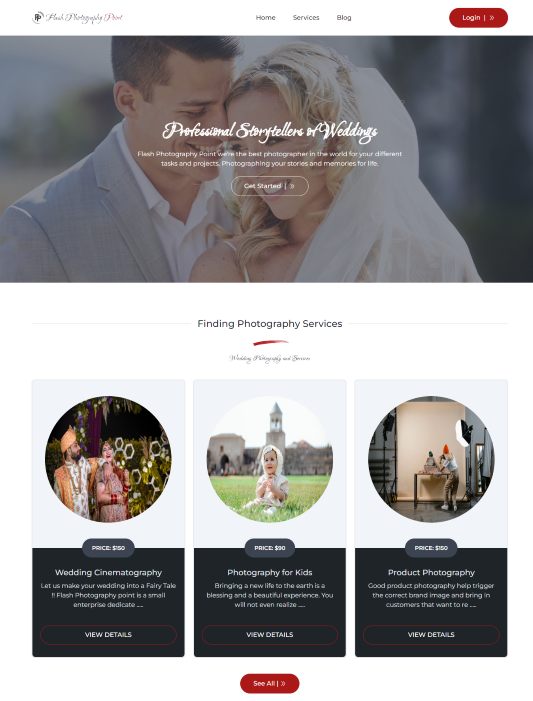 Flash Photography Point
Home
Services
Blog
Login | »
Professional Storytellers of Weddings
Flash Photography Point we're the best photographer in the world for your different
tasks and projects. Photographing your stories and memories for life.
Get Started | »
Finding Photography Services
Wedding Photography and Services
PRICE: $150
Wedding Cinematography
Let us make your wedding into a Fairy Tale
!! Flash Photography point is a small
enterprise dedicate .....
VIEW DETAILS
PRICE: $90
Photography for Kids
Bringing a new life to the earth is a
blessing and a beautiful experience. You
will not even realize .....
VIEW DETAILS
PRICE: $150
Product Photography
Good product photography help trigger
the correct brand image and bring in
customers that want to re .....
VIEW DETAILS
See All | »